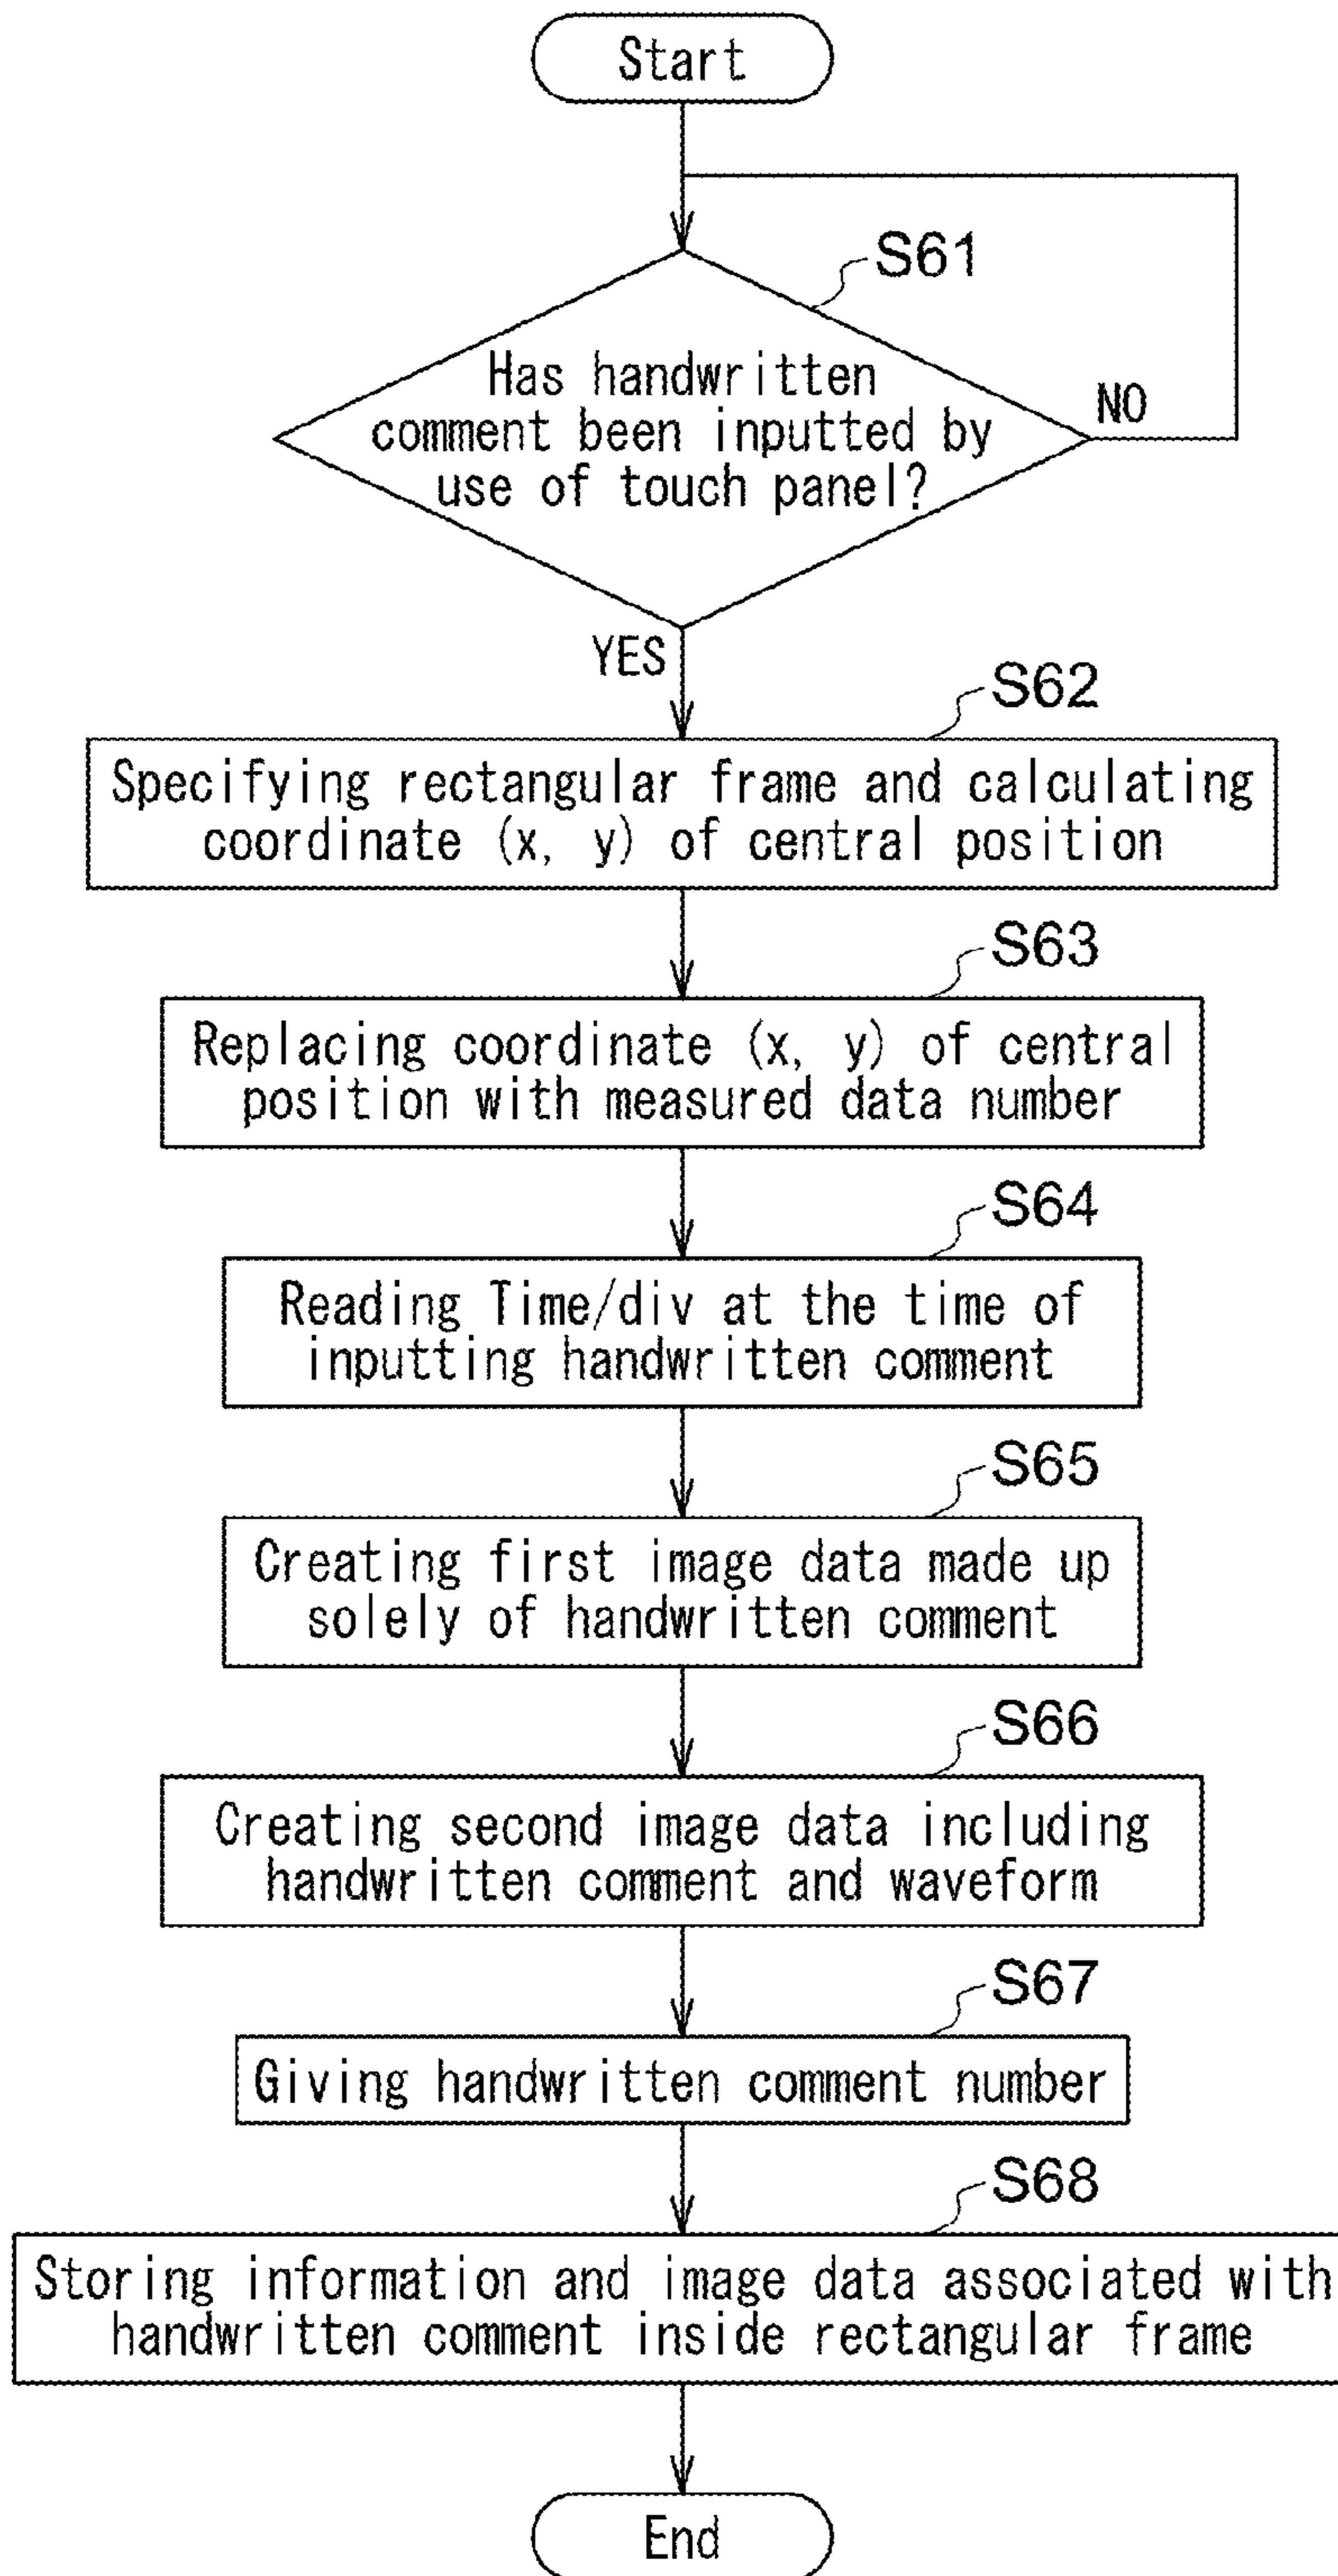 Start
S61
Has handwritten
comment been inputted by
use of touch panel?
NO
YES
S62
Specifying rectangular frame and calculating
coordinate (x, y) of central position
S63
Replacing coordinate (x, y) of central
position with measured data number
S64
Reading Time/div at the time of
inputting handwritten comment
S65
Creating first image data made up
solely of handwritten comment
S66
Creating second image data including
handwritten comment and waveform
S67
Giving handwritten comment number
S68
Storing information and image data associated with
handwritten comment inside rectangular frame
End